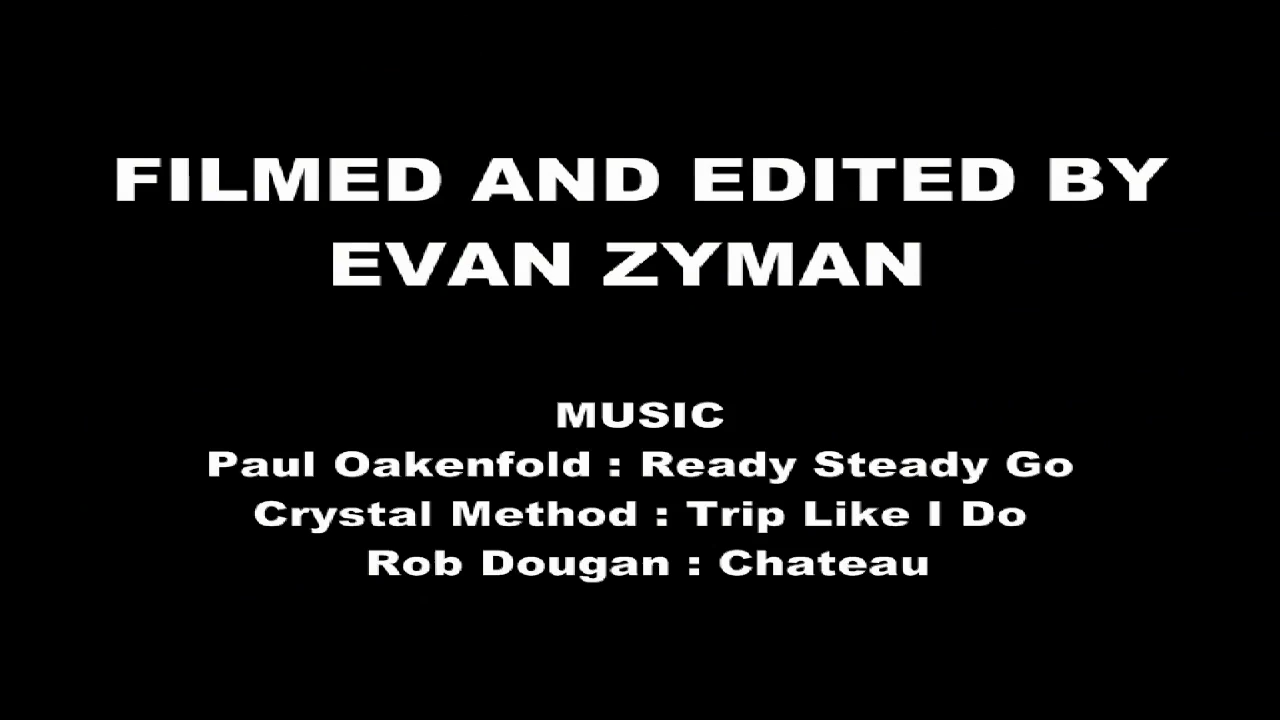 FILMED AND EDITED BY
EVAN ZYMAN
MUSIC
Paul Oakenfold : Ready Steady Go
Crystal Method : Trip Like I Do
Rob Dougan : Chateau